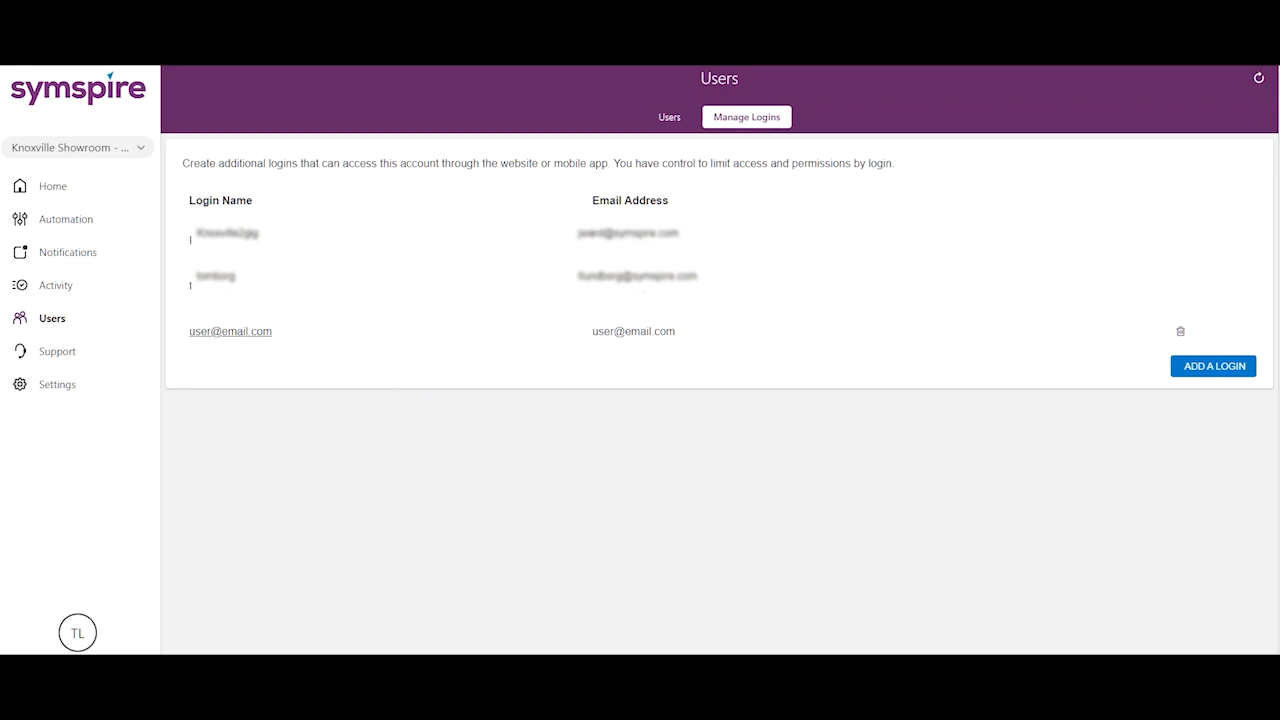 symspire
Users
Users
Manage Logins
Knoxville Showroom - ...
Home
Automation
Notifications
Activity
Users
Support
Settings
TL
Create additional logins that can access this account through the website or mobile app. You have control to limit access and permissions by login.
Login Name
Email Address
user@email.com
user@email.com
ADD A LOGIN